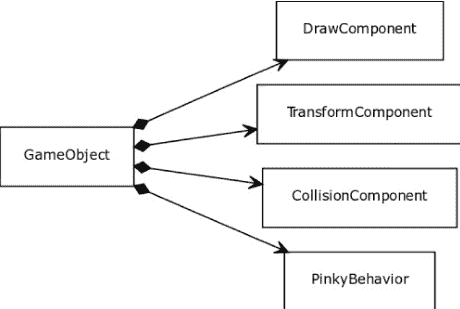 DrawComponent
TransformComponent
GameObject
CollisionComponent
PinkyBehavior